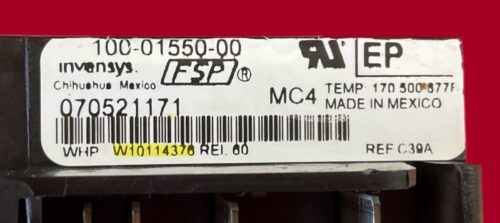 100-01550-00
EP
invensys. FSP®
Chihuahua Mexico
TEMP 170 500 677F
070521171
MC4
MADE IN MEXICO
WHP W10114376 REL 60
REF C39A